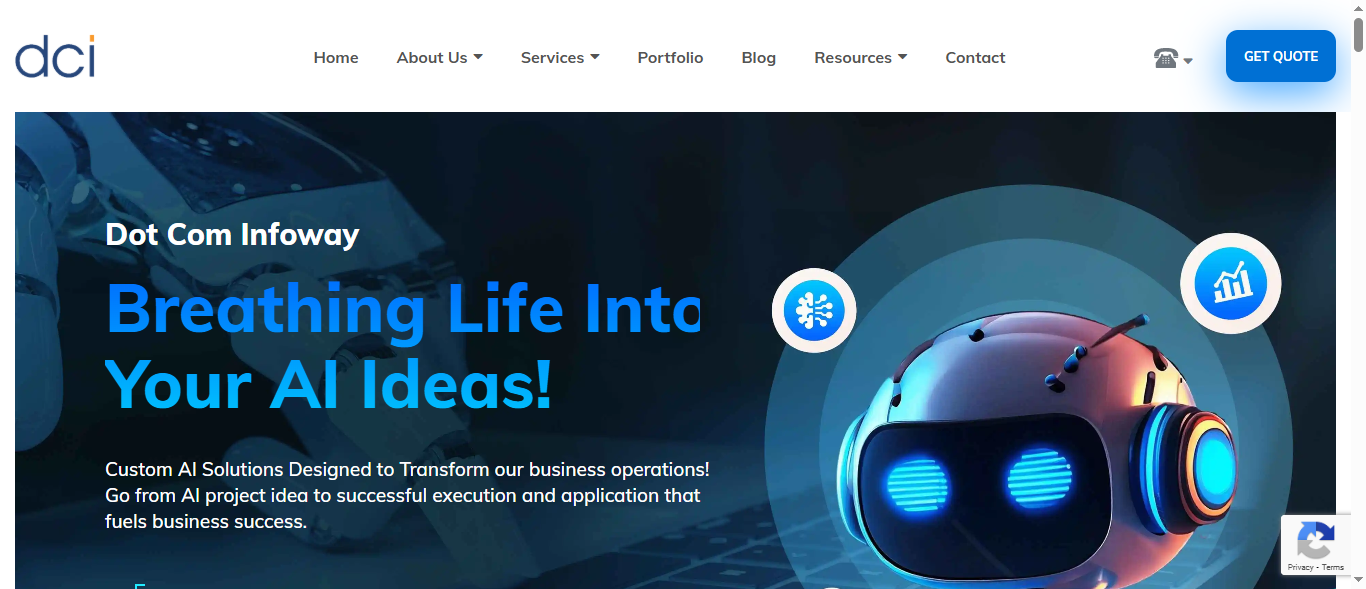 dci
Home
About Us
Services
Portfolio
Blog
Resources
Contact
GET QUOTE
Dot Com Infoway
Breathing Life Into
Your AI Ideas!
Custom AI Solutions Designed to Transform our business operations!
Go from AI project idea to successful execution and application that
fuels business success.
Privacy - Terms